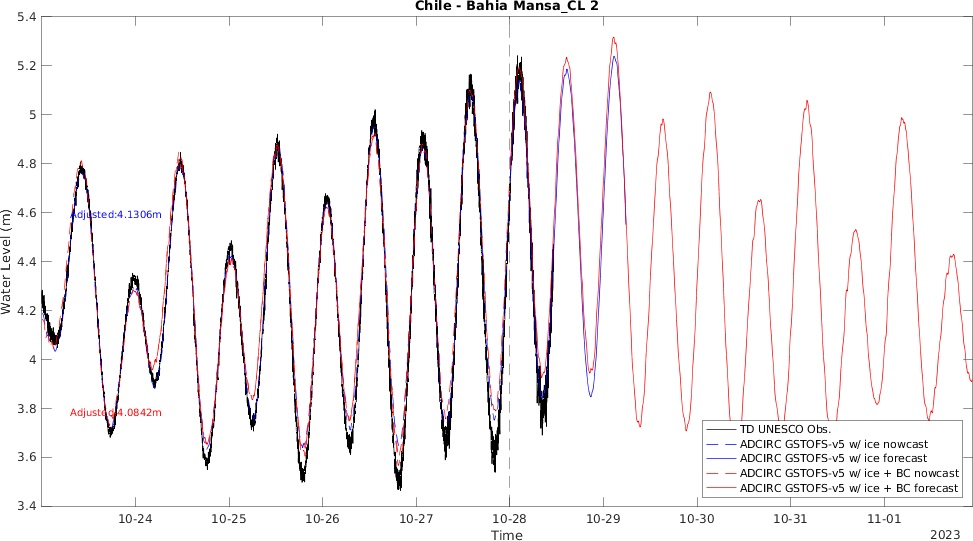 Chile - Bahia Mansa_CL 2
5.4
5.2
5
4.8
4.6
4.4
4.2
4
3.8
3.6
3.4
Water Level (m)
Adjusted:4.1306m
Adjusted:4.0842m
TD UNESCO Obs.
ADCIRC GSTOFS-v5 w/ ice nowcast
ADCIRC GSTOFS-v5 w/ ice forecast
ADCIRC GSTOFS-v5 w/ ice + BC nowcast
ADCIRC GSTOFS-v5 w/ ice + BC forecast
10-24 10-25 10-26 10-27 10-28 10-29 10-30 10-31 11-01
Time
2023